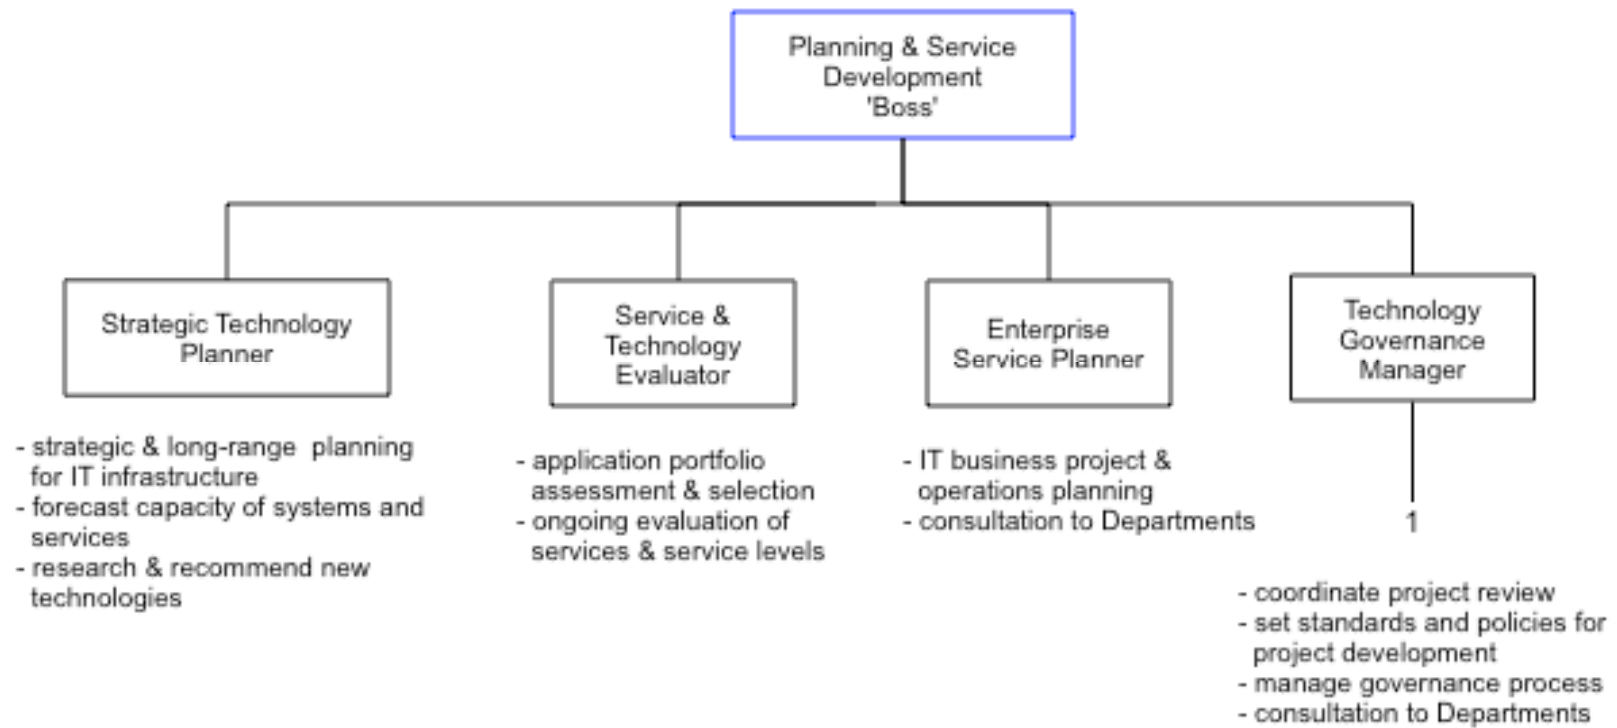 Planning & Service
Development
'Boss'
Strategic Technology
Planner
- strategic & long-range  planning
for IT infrastructure
- forecast capacity of systems and
services
- research & recommend new
technologies
Service &
Technology
Evaluator
- application portfolio
assessment & selection
- ongoing evaluation of
services & service levels
Enterprise
Service Planner
- IT business project &
operations planning
- consultation to Departments
Technology
Governance
Manager
1
- coordinate project review
- set standards and policies for
project development
- manage governance process
- consultation to Departments